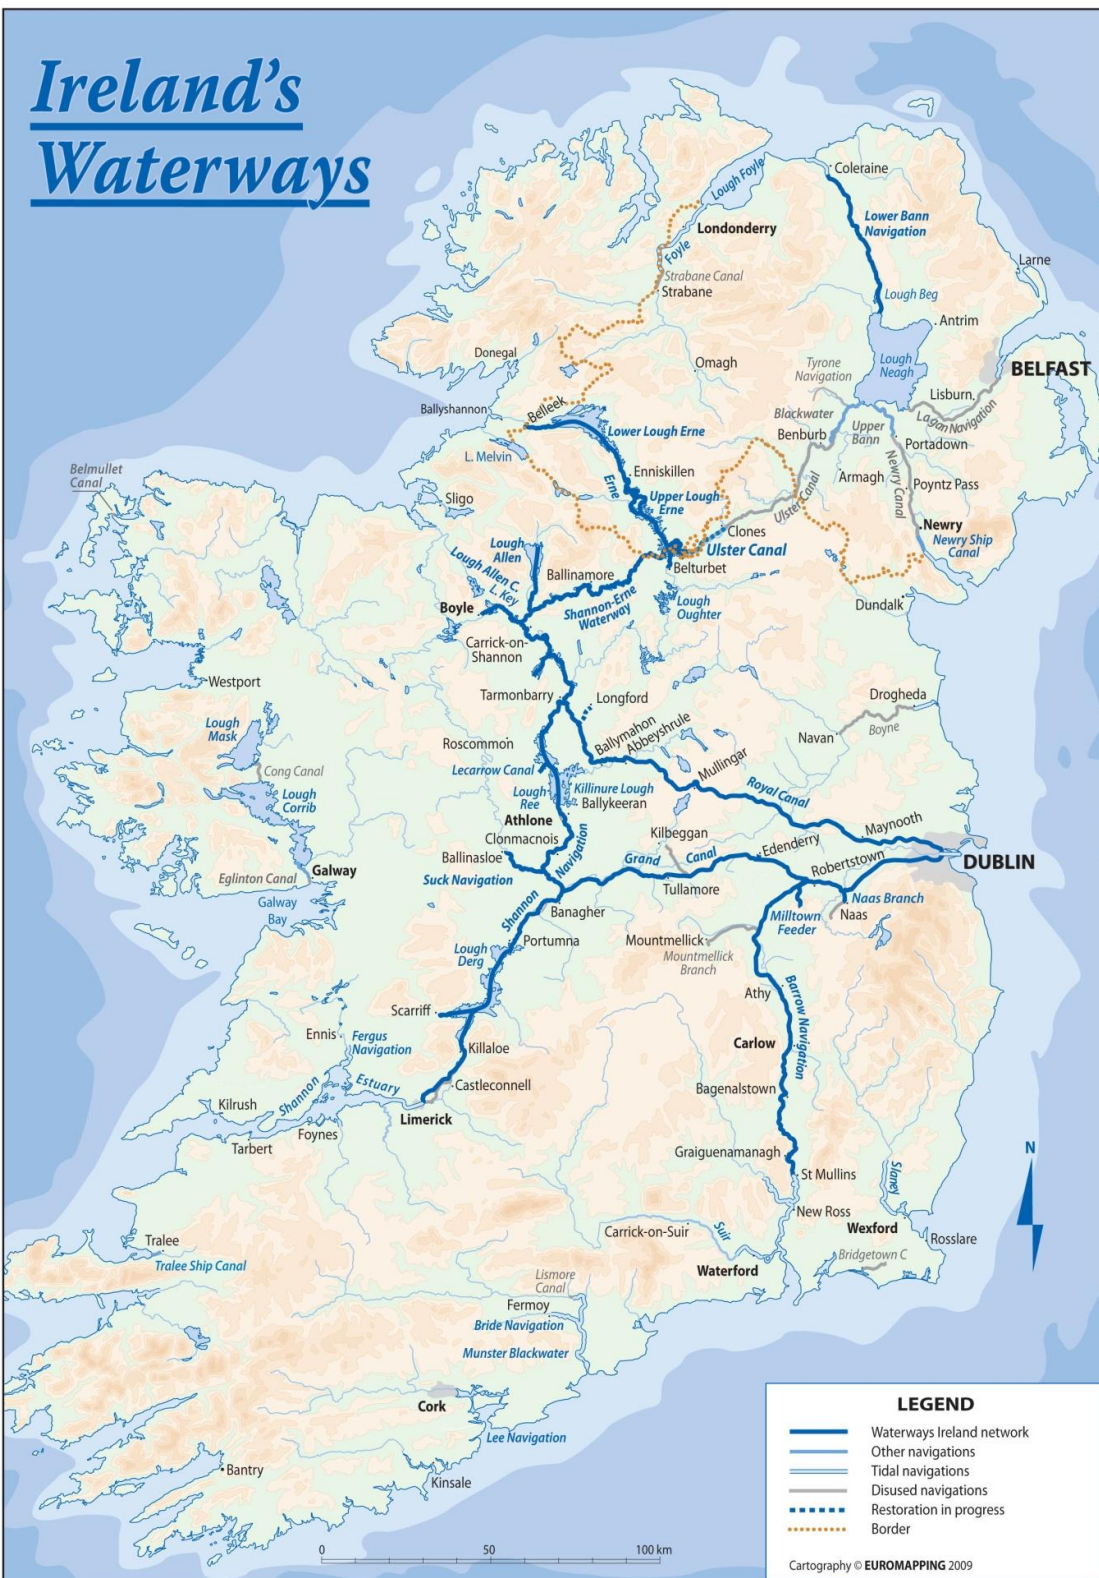 Ireland's
Waterways
Coleraine
Lough Foyle
Lower Bann
Navigation
Londonderry
Foyle
Larne
Strabane Canal
Strabane
Lough Beg
Antrim
Donegal
Omagh
Tyrone
Navigation
Lough
Neagh
BELFAST
Lisburn
Lagan Navigation
Ballyshannon
Belleek
Blackwater
Lower Lough Erne
Benburb
Upper
Bann
Portadown
L. Melvin
Belmullet
Canal
Enniskillen
Erne
Armagh
Newry Canal
Poyntz Pass
Sligo
Upper Lough
Erne
Ulster Canal
Clones
Newry
Newry Ship
Canal
Lough
Allen
Ulster Canal
Lough Allen C.
L. Key
Ballinamore
Belturbet
Boyle
Shannon-Erne
Waterway
Lough
Oughter
Dundalk
Carrick-on-
Shannon
Westport
Tarmonbarry
Longford
Drogheda
Lough
Mask
Ballymahon
Abbeyshrule
Navan
Boyne
Roscommon
Cong Canal
Lecarrow Canal
Mullingar
Lough
Corrib
Lough
Ree
Killinure Lough
Ballykeeran
Royal Canal
Athlone
Maynooth
Clonmacnois
Kilbeggan
Ballinasloe
Navigation
Grand
Canal
Edenderry
Robertstown
DUBLIN
Eglinton Canal
Galway
Suck Navigation
Tullamore
Galway
Bay
Shannon
Banagher
Milltown
Feeder
Naas Branch
Naas
Lough
Derg
Portumna
Mountmellick
Mountmellick
Branch
Athy
Scarriff
Barrow Navigation
Ennis
Fergus
Navigation
Killaloe
Carlow
Castleconnell
Bagenalstown
Shannon
Estuary
Kilrush
Limerick
Foynes
Tarbert
Graiguenamanagh
St Mullins
Slaney
N
New Ross
Wexford
Carrick-on-Suir
Suir
Rosslare
Tralee
Bridgetown C
Tralee Ship Canal
Waterford
Lismore
Canal
Fermoy
Bride Navigation
Munster Blackwater
Cork
Lee Navigation
Bantry
Kinsale
0 50 100 km
LEGEND
Waterways Ireland network
Other navigations
Tidal navigations
Disused navigations
Restoration in progress
Border
Cartography © EUROMAPPING 2009